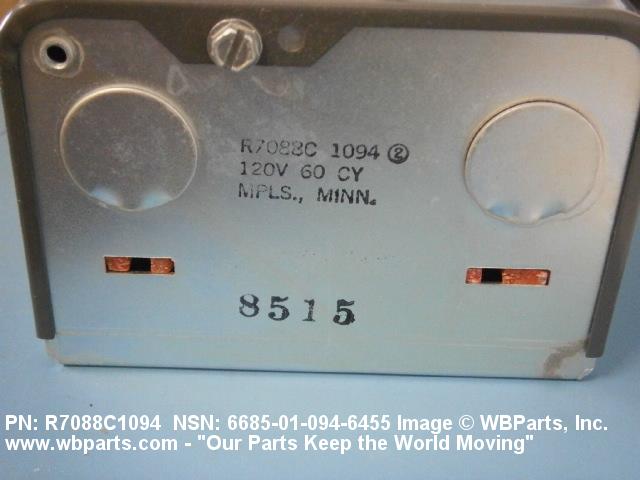 R7088C 1094 ②
120V 60 CY
MPLS., MINN.
8515
PN: R7088C1094 NSN: 6685-01-094-6455 Image © WBParts, Inc.
www.wbparts.com - "Our Parts Keep the World Moving"